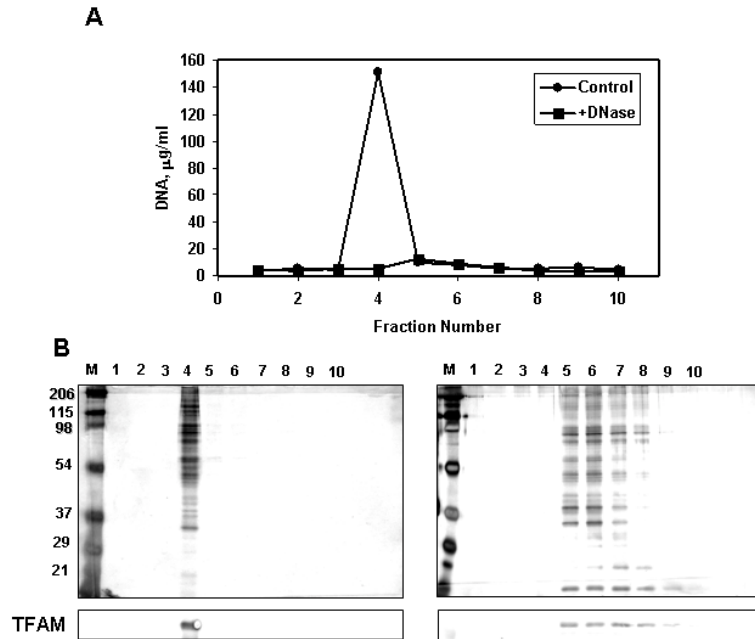 A
160
140
120
100
80
60
40
20
0
DNA, µg/ml
Control
+DNase
0 2 4 6 8 10
Fraction Number
B
M 1 2 3 4 5 6 7 8 9 10
M 1 2 3 4 5 6 7 8 9 10
206
115
98
54
37
29
21
TFAM